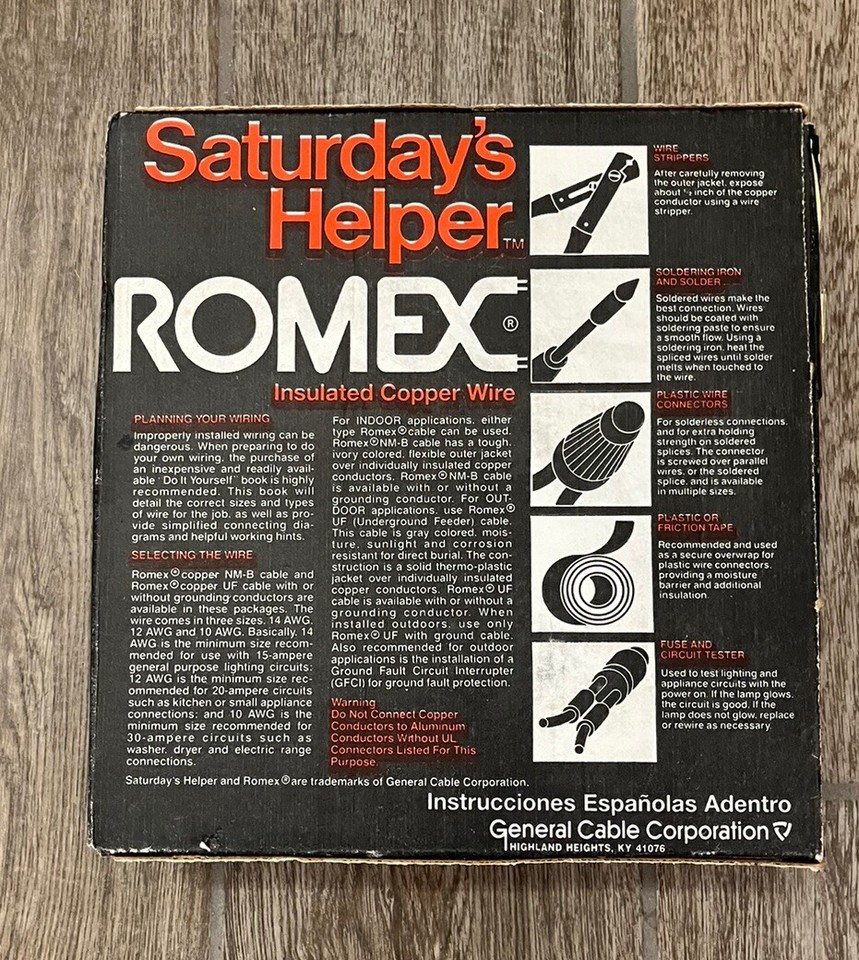 Saturday's
Helper™
ROMEX®
Insulated Copper Wire
PLANNING YOUR WIRING
Improperly installed wiring can be
dangerous. When preparing to do
your own wiring, the purchase of
an inexpensive and readily avail-
able "Do It Yourself" book is highly
recommended. This book will
detail the correct sizes and types
of wire for the job, as well as pro-
vide simplified connecting dia-
grams and helpful working hints.
SELECTING THE WIRE
Romex® copper NM-B cable and
Romex® copper UF cable with or
without grounding conductors are
available in these packages. The
wire comes in three sizes. 14 AWG,
12 AWG and 10 AWG. Basically, 14
AWG is the minimum size recom-
mended for use with 15-ampere
general purpose lighting circuits;
12 AWG is the minimum size rec-
ommended for 20-ampere circuits
such as kitchen or small appliance
connections; and 10 AWG is the
minimum size recommended for
30-ampere circuits such as
washer, dryer and electric range
connections.
For INDOOR applications, either
type Romex® cable can be used.
Romex® NM-B cable has a tough,
ivory colored, flexible outer jacket
over individually insulated copper
conductors. Romex® NM-B cable
is available with or without a
grounding conductor. For OUT-
DOOR applications, use Romex®
UF (Underground Feeder) cable.
This cable is gray colored, mois-
ture, sunlight and corrosion
resistant for direct burial. The con-
struction is a solid thermo-plastic
jacket over individually insulated
copper conductors. Romex® UF
cable is available with or without a
grounding conductor. When
installed outdoors, use only
Romex® UF with ground cable.
Also recommended for outdoor
applications is the installation of a
Ground Fault Circuit Interrupter
(GFCI) for ground fault protection.
Warning
Do Not Connect Copper
Conductors to Aluminum
Conductors Without UL
Connectors Listed For This
Purpose.
WIRE
STRIPPERS
After carefully removing
the outer jacket, expose
about ½ inch of the copper
conductor using a wire
stripper.
SOLDERING IRON
AND SOLDER
Soldered wires make the
best connection. Wires
should be coated with
soldering paste to ensure
a smooth flow. Using a
soldering iron, heat the
spliced wires until solder
melts when touched to
the wire.
PLASTIC WIRE
CONNECTORS
For solderless connections,
and for extra holding
strength on soldered
splices. The connector
is screwed over parallel
wires, or the soldered
splice, and is available
in multiple sizes.
PLASTIC OR
FRICTION TAPE
Recommended and used
as a secure overwrap for
plastic wire connectors,
providing a moisture
barrier and additional
insulation.
FUSE AND
CIRCUIT TESTER
Used to test lighting and
appliance circuits with the
power on. If the lamp glows,
the circuit is good. If the
lamp does not glow, replace
or rewire as necessary.
Saturday's Helper and Romex® are trademarks of General Cable Corporation.
Instrucciones Españolas Adentro
General Cable Corporation
HIGHLAND HEIGHTS, KY 41076